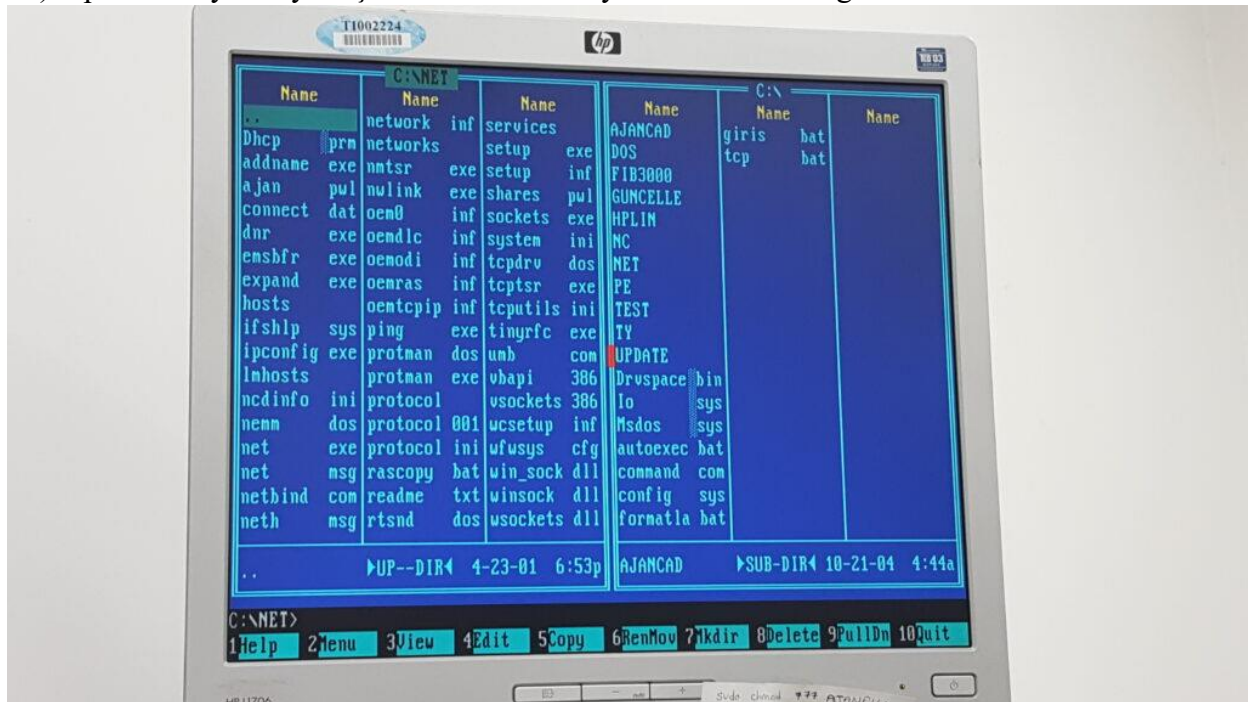 TI002224
hp
TCO'03
C:\NET
Name Name Name
..
Dhcp prm
addname exe
ajan pwl
connect dat
dnr exe
emsbfr exe
expand exe
hosts
ifshlp sys
ipconfig exe
lmhosts
ncdinfo ini
nemm dos
net exe
net msg
netbind com
neth msg
network inf
networks
nmtsr exe
nwlink exe
oem0 inf
oemdlc inf
oemodi inf
oemras inf
oemtcpip inf
ping exe
protman dos
protman exe
protocol
protocol 001
protocol ini
rascopy bat
readme txt
rtsnd dos
services
setup exe
setup inf
shares pwl
sockets exe
system ini
tcpdrv dos
tcptsr exe
tcputils ini
tinyrfc exe
umb com
vbapi 386
vsockets 386
wcsetup inf
wfwsys cfg
win_sock dll
winsock dll
wsockets dll
.. ►UP--DIR◄ 4-23-01 6:53p
C:\
Name Name Name
AJANCAD
DOS
FIB3000
GUNCELLE
HPLIN
NC
NET
PE
TEST
TY
UPDATE
Drvspace bin
Io sys
Msdos sys
autoexec bat
command com
config sys
formatla bat
giris bat
tcp bat
AJANCAD ►SUB-DIR◄ 10-21-04 4:44a
C:\NET>
1Help 2Menu 3View 4Edit 5Copy 6RenMov 7Mkdir 8Delete 9PullDn 10Quit
sudo chmod 777